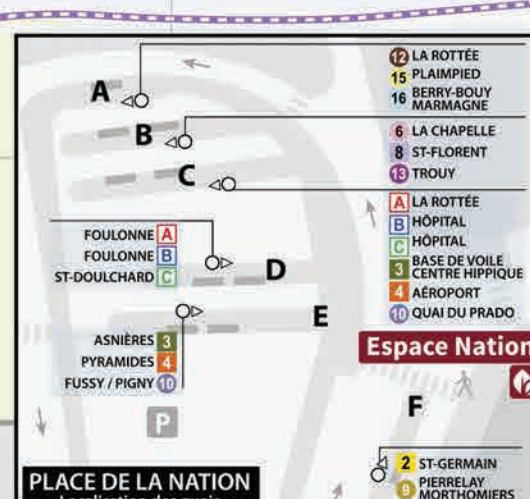 A
12 LA ROTTÉE
15 PLAIMPIED
16 BERRY-BOUY
MARMAGNE
B
6 LA CHAPELLE
8 ST-FLORENT
13 TROUY
C
A LA ROTTÉE
B HÔPITAL
C HÔPITAL
3 BASE DE VOILE
CENTRE HIPPIQUE
4 AÉROPORT
10 QUAI DU PRADO
FOULONNE A
FOULONNE B
ST-DOULCHARD C
D
E
ASNIÈRES 3
PYRAMIDES 4
FUSSY / PIGNY 10
Espace Nation
P
F
2 ST-GERMAIN
PIERRELAY
MORTHOMIERS
PLACE DE LA NATION